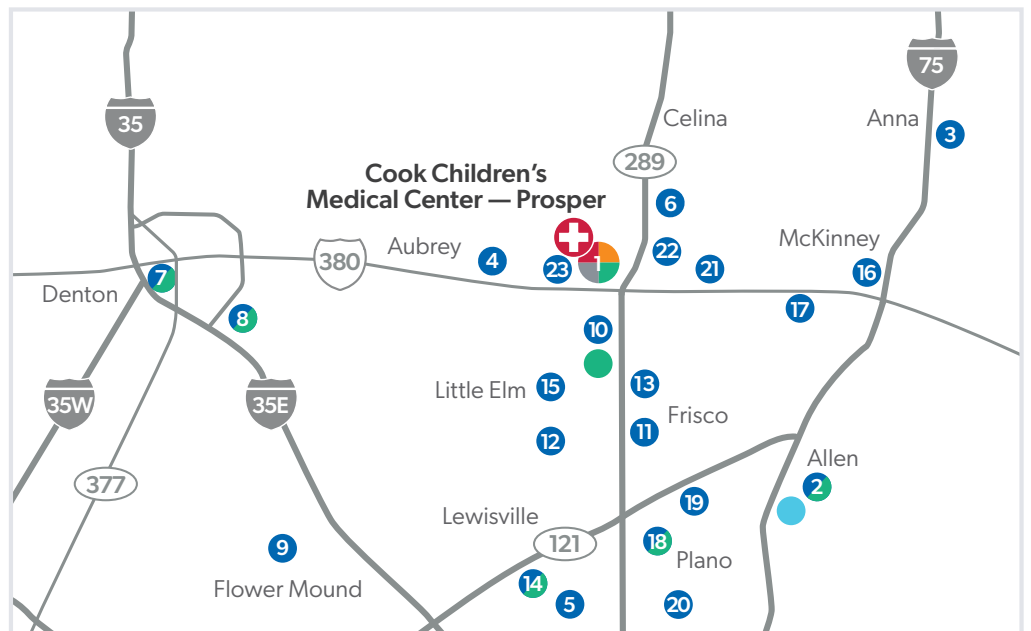 75
35
Celina
Anna
3
289
Cook Children’s
Medical Center — Prosper
6
Aubrey
4
23
1
22
21
McKinney
16
380
7
Denton
8
17
10
35W
35E
Little Elm
15
13
Frisco
12
11
377
Allen
2
19
Lewisville
121
18
Plano
9
Flower Mound
14
5
20